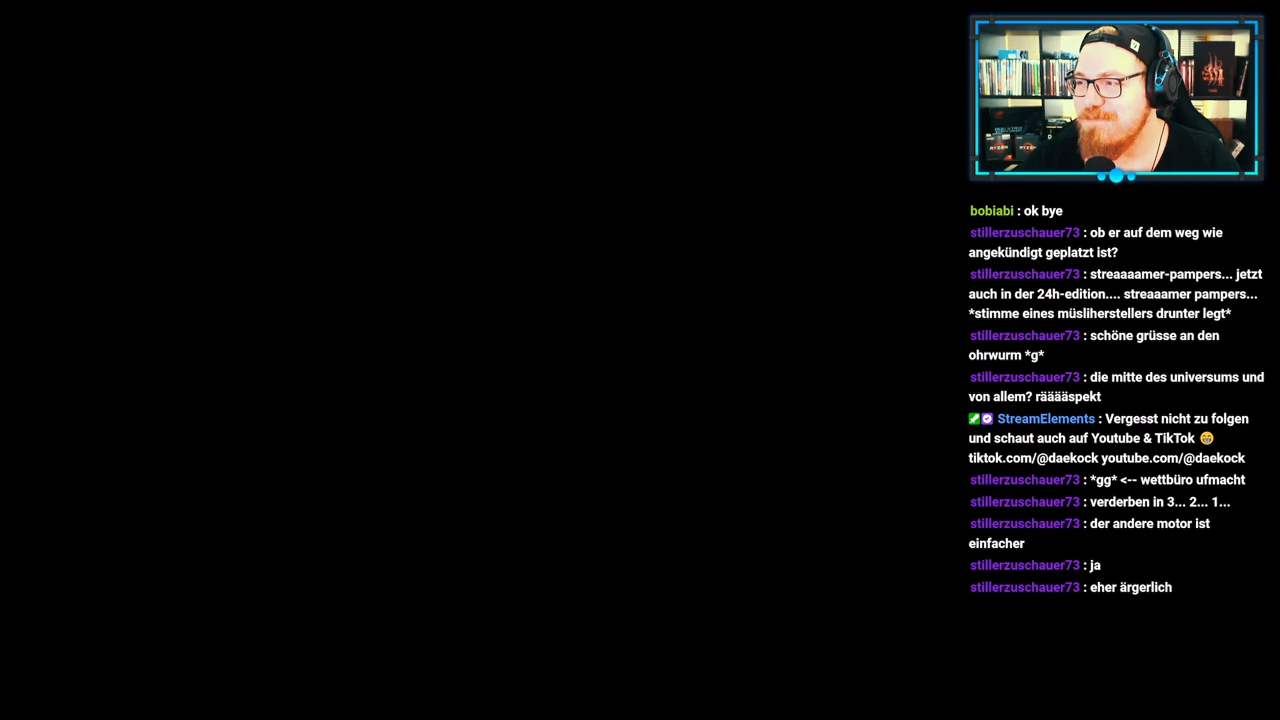 RYZEN RYZEN
bobiabi : ok bye
stillerzuschauer73 : ob er auf dem weg wie
angekündigt geplatzt ist?
stillerzuschauer73 : streaaaamer-pampers... jetzt
auch in der 24h-edition.... streaaamer pampers...
*stimme eines müsliherstellers drunter legt*
stillerzuschauer73 : schöne grüsse an den
ohrwurm *g*
stillerzuschauer73 : die mitte des universums und
von allem? rääääspekt
StreamElements : Vergesst nicht zu folgen
und schaut auch auf Youtube & TikTok 😁
tiktok.com/@daekock youtube.com/@daekock
stillerzuschauer73 : *gg* <-- wettbüro ufmacht
stillerzuschauer73 : verderben in 3... 2... 1...
stillerzuschauer73 : der andere motor ist
einfacher
stillerzuschauer73 : ja
stillerzuschauer73 : eher ärgerlich